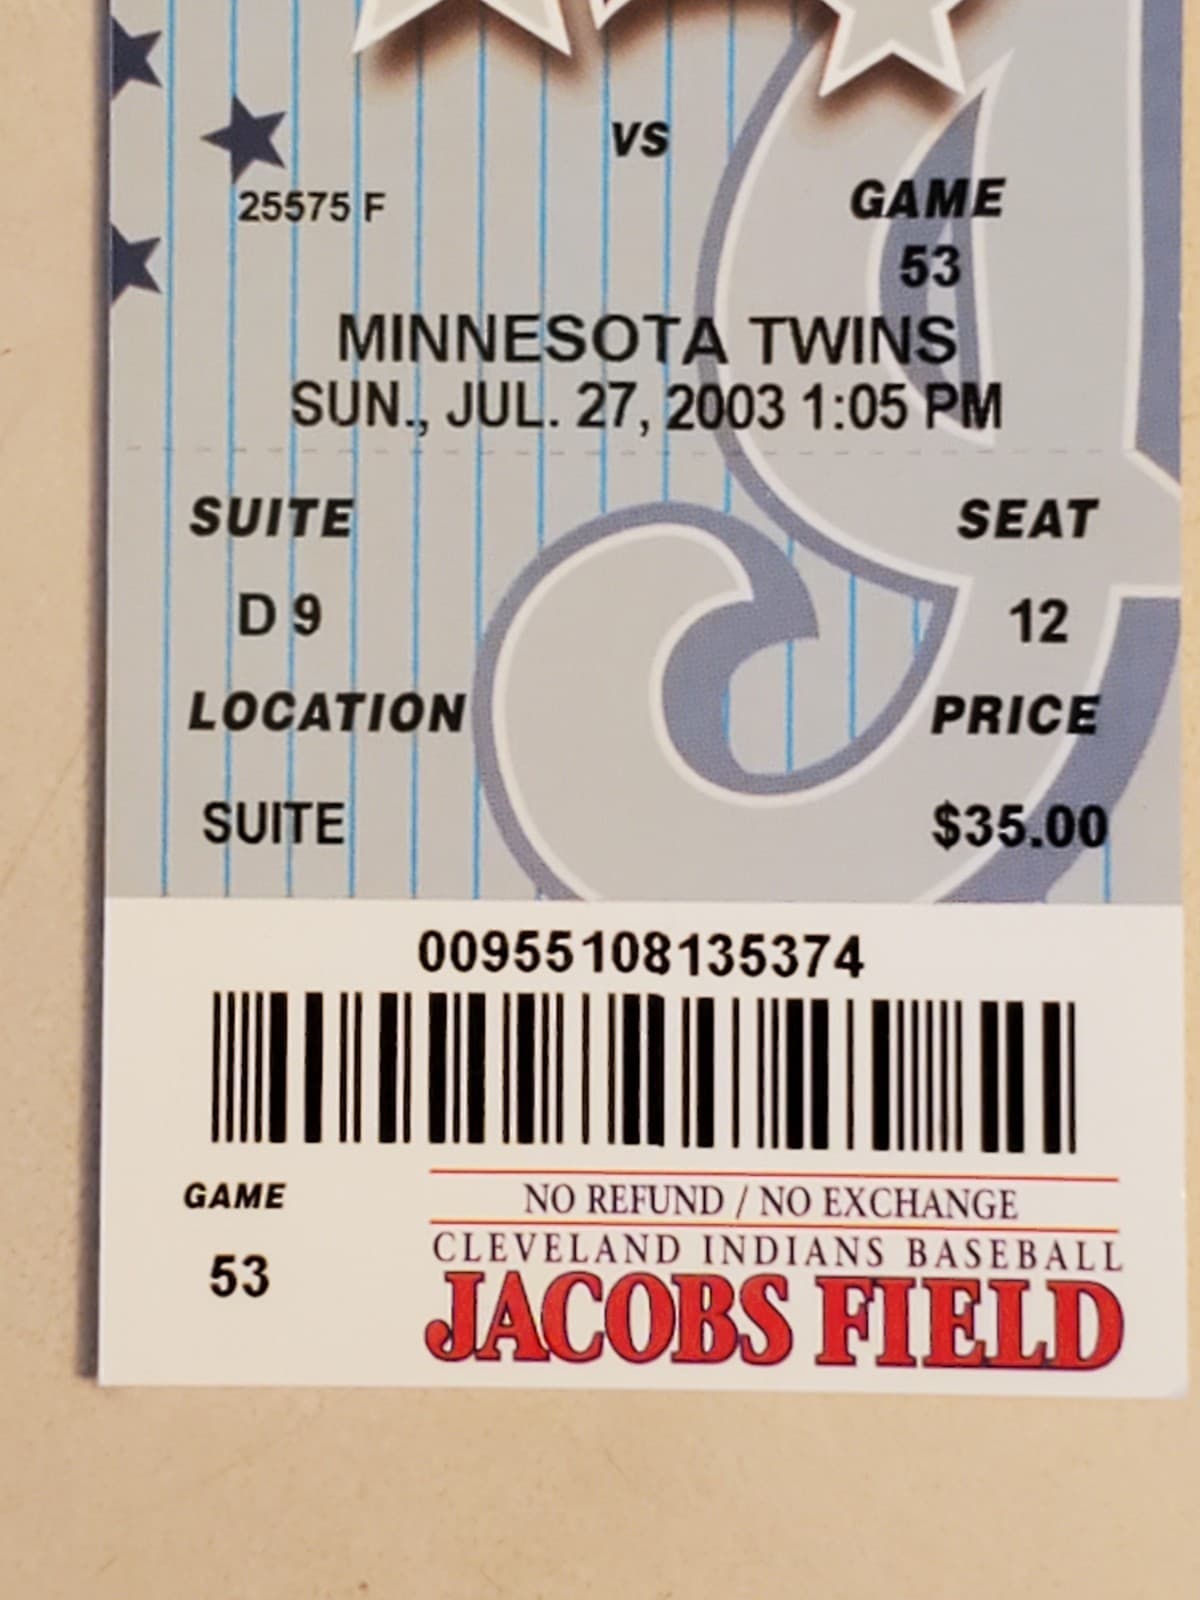 VS
25575 F
GAME
53
MINNESOTA TWINS
SUN., JUL. 27, 2003 1:05 PM
SUITE
SEAT
D 9
12
LOCATION
PRICE
SUITE
$35.00
00955108135374
GAME
53
NO REFUND / NO EXCHANGE
CLEVELAND INDIANS BASEBALL
JACOBS FIELD